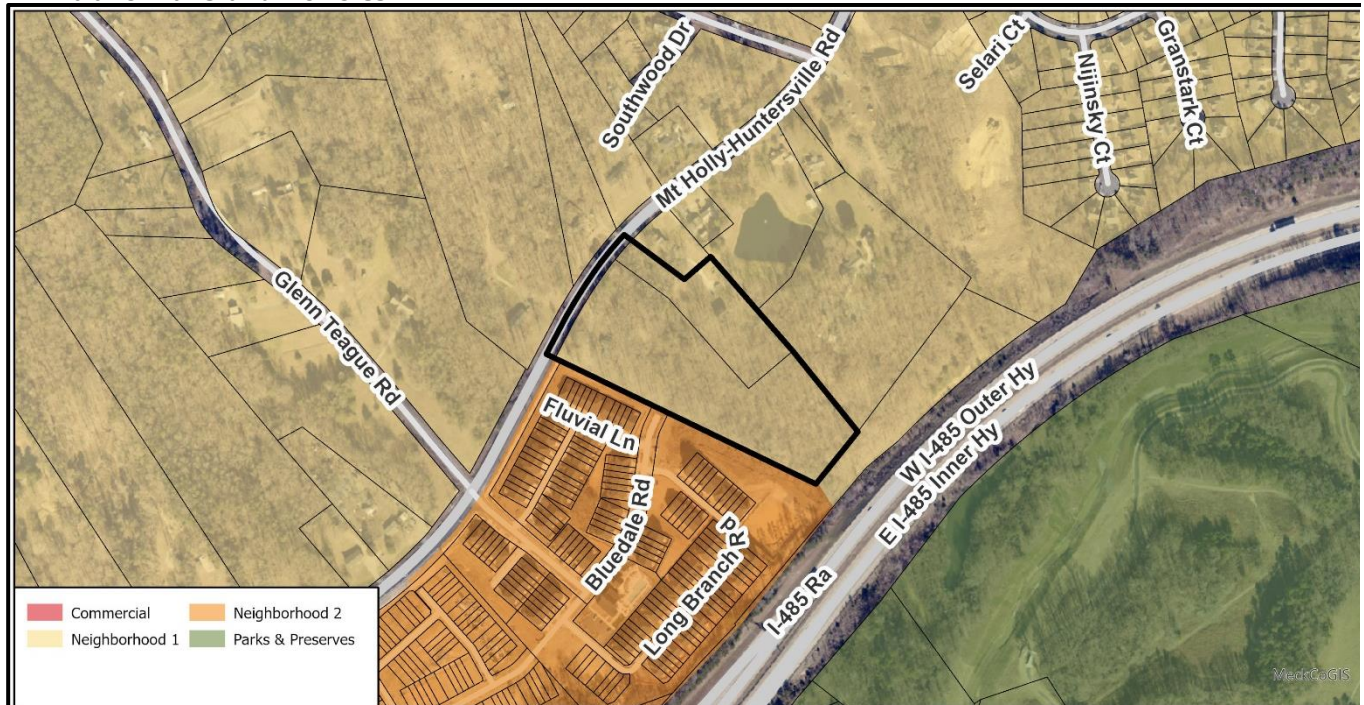 Southwood Dr
Mt Holly-Huntersville Rd
Selari Ct
Nijinsky Ct
Granstark Ct
Glenn Teague Rd
Fluvial Ln
Bluedale Rd
Long Branch Rd
W I-485 Outer Hy
E I-485 Inner Hy
I-485 Ra
Commercial
Neighborhood 2
Neighborhood 1
Parks & Preserves
MeckCoGIS